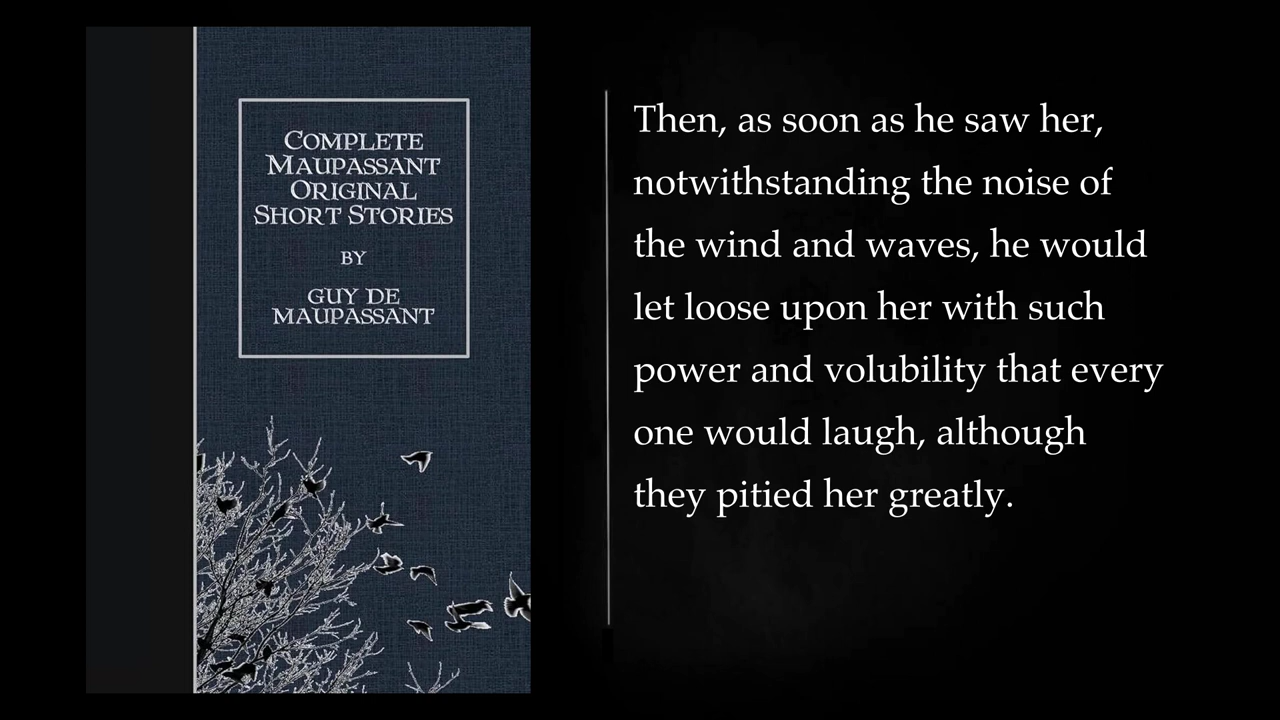 COMPLETE
MAUPASSANT
ORIGINAL
SHORT STORIES
BY
GUY DE
MAUPASSANT
Then, as soon as he saw her,
notwithstanding the noise of
the wind and waves, he would
let loose upon her with such
power and volubility that every
one would laugh, although
they pitied her greatly.